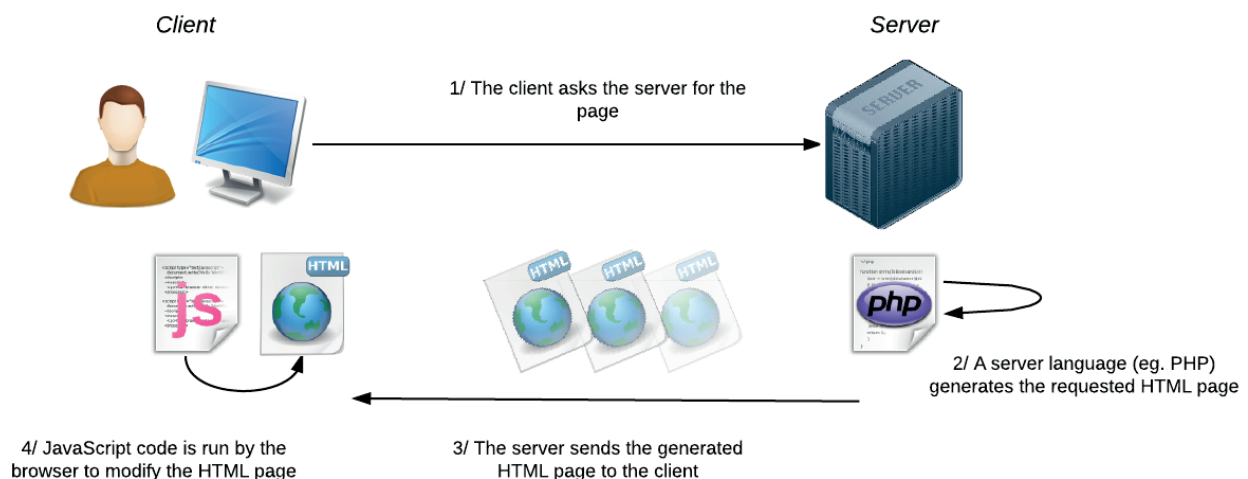 Client
Server
1/ The client asks the server for the
page
SERVER
js
HTML
HTML
HTML
HTML
php
2/ A server language (eg. PHP)
generates the requested HTML page
4/ JavaScript code is run by the
browser to modify the HTML page
3/ The server sends the generated
HTML page to the client